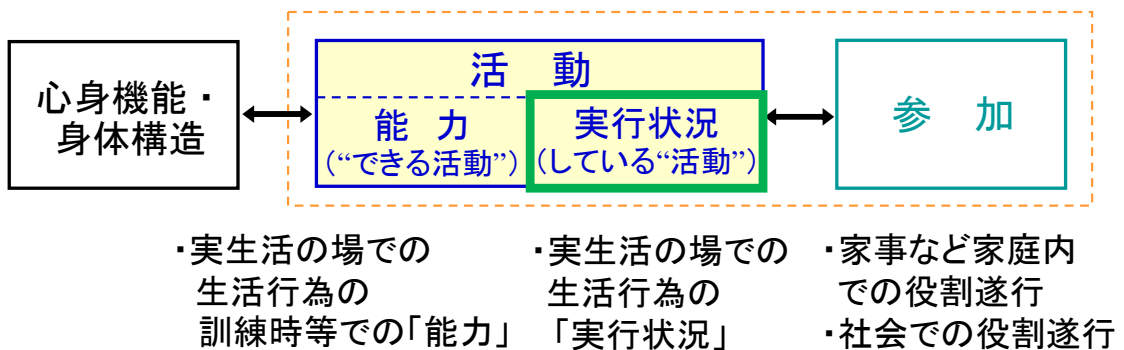 心身機能・
身体構造
活　動
能 力
(“できる活動”)
実行状況
(している“活動”)
参　加
・実生活の場での
生活行為の
訓練時等での「能力」
・実生活の場での
生活行為の
「実行状況」
・家事など家庭内
での役割遂行
・社会での役割遂行